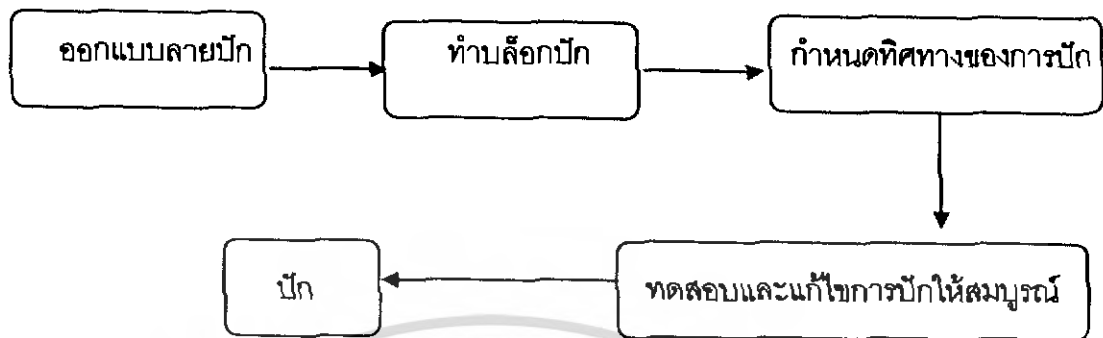 ออกแบบลายปัก
ทำบล็อกปัก
กำหนดทิศทางของการปัก
ทดสอบและแก้ไขการปักให้สมบูรณ์
ปัก